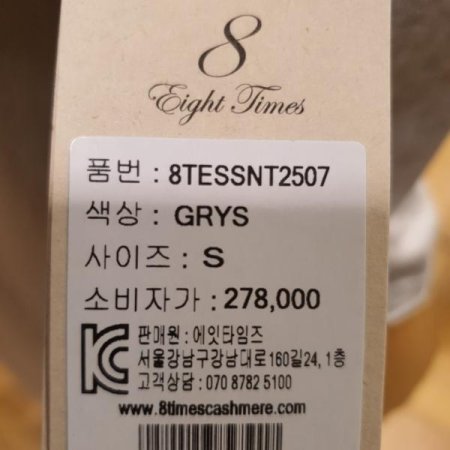 8
Eight Times
품번 : 8TESSNT2507
색상 : GRYS
사이즈 : S
소비자가 : 278,000
판매원 : 에잇타임즈
서울강남구강남대로160길24, 1층
고객상담 : 070 8782 5100
www.8timescashmere.com